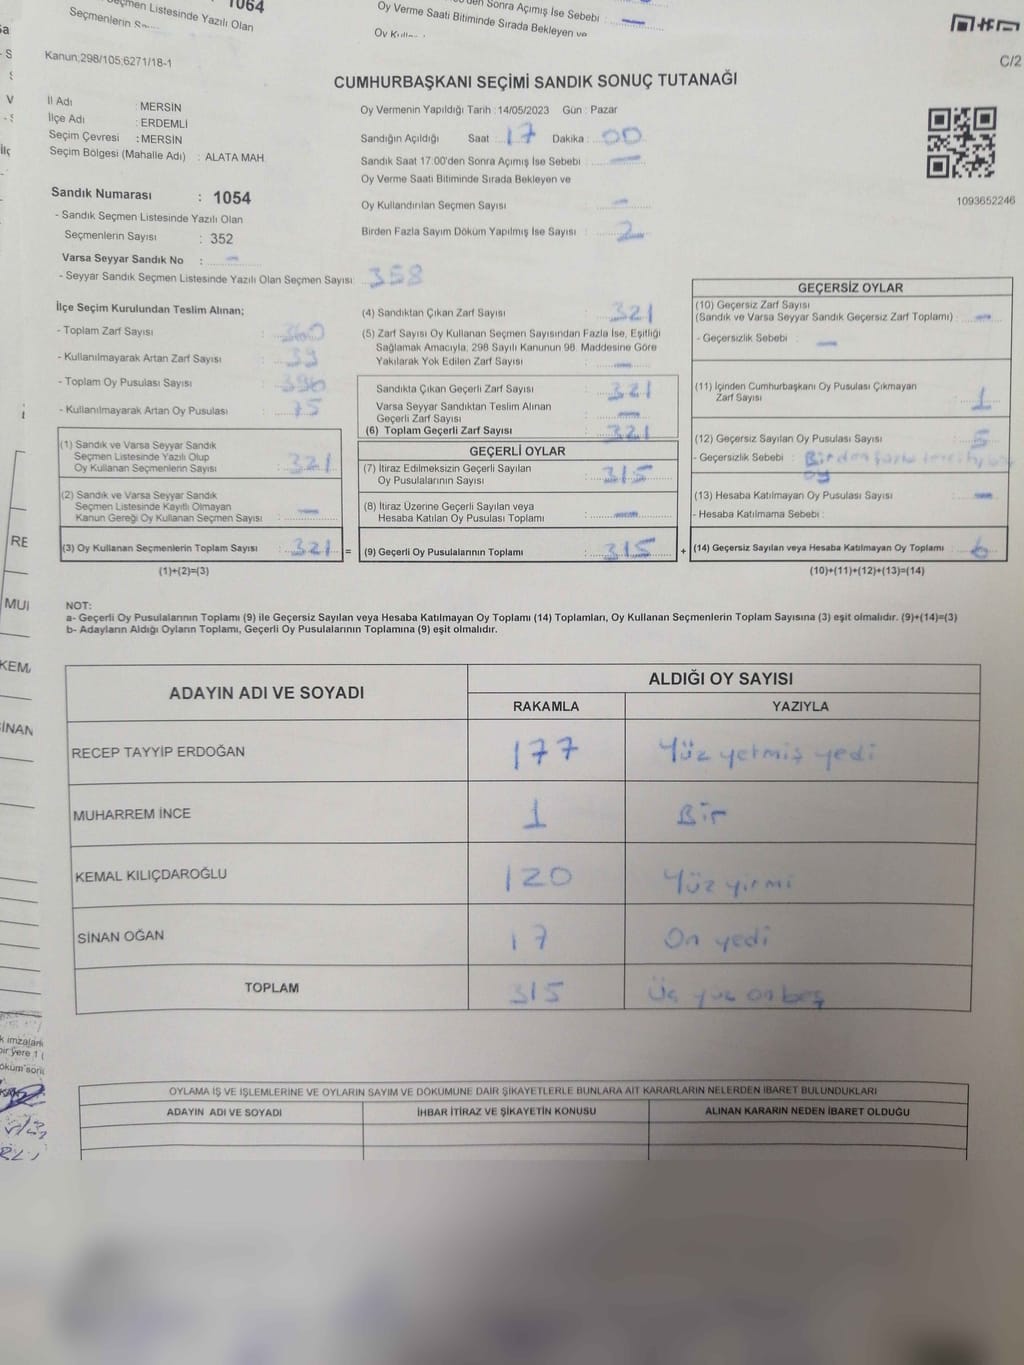 1064
Seçmen Listesinde Yazılı Olan
Seçmenlerin
Sonra Açımış İse Sebebi
Oy Verme Saati Bitiminde Sırada Bekleyen ve
Kanun:298/105;6271/18-1
C/2
CUMHURBAŞKANI SEÇİMİ SANDIK SONUÇ TUTANAĞI
İl Adı : MERSİN
İlçe Adı : ERDEMLİ
Seçim Çevresi : MERSİN
Seçim Bölgesi (Mahalle Adı) : ALATA MAH.
Oy Vermenin Yapıldığı Tarih : 14/05/2023 Gün : Pazar
Sandığın Açıldığı Saat : 17 Dakika : 00
Sandık Saat 17:00'den Sonra Açımış İse Sebebi : —
Oy Verme Saati Bitiminde Sırada Bekleyen ve
Oy Kullandırılan Seçmen Sayısı : —
Birden Fazla Sayım Döküm Yapılmış İse Sayısı : 2
1093652246
Sandık Numarası : 1054
- Sandık Seçmen Listesinde Yazılı Olan
Seçmenlerin Sayısı : 352
Varsa Seyyar Sandık No : —
- Seyyar Sandık Seçmen Listesinde Yazılı Olan Seçmen Sayısı: 358
İlçe Seçim Kurulundan Teslim Alınan;
- Toplam Zarf Sayısı : 360
- Kullanılmayarak Artan Zarf Sayısı : 39
- Toplam Oy Pusulası Sayısı : 390
- Kullanılmayarak Artan Oy Pusulası : 75
(1) Sandık ve Varsa Seyyar Sandık
Seçmen Listesinde Yazılı Olup
Oy Kullanan Seçmenlerin Sayısı : 321
(2) Sandık ve Varsa Seyyar Sandık
Seçmen Listesinde Kayıtlı Olmayan
Kanun Gereği Oy Kullanan Seçmen Sayısı : —
(3) Oy Kullanan Seçmenlerin Toplam Sayısı : 321 =
(1)+(2)=(3)
(4) Sandıktan Çıkan Zarf Sayısı : 321
(5) Zarf Sayısı Oy Kullanan Seçmen Sayısından Fazla İse, Eşitliği
Sağlamak Amacıyla, 298 Sayılı Kanunun 98. Maddesine Göre
Yakılarak Yok Edilen Zarf Sayısı : —
Sandıkta Çıkan Geçerli Zarf Sayısı : 321
Varsa Seyyar Sandıktan Teslim Alınan
Geçerli Zarf Sayısı : —
(6) Toplam Geçerli Zarf Sayısı : 321
GEÇERLİ OYLAR
(7) İtiraz Edilmeksizin Geçerli Sayılan
Oy Pusulalarının Sayısı : 315
(8) İtiraz Üzerine Geçerli Sayılan veya
Hesaba Katılan Oy Pusulası Toplamı : —
(9) Geçerli Oy Pusulalarının Toplamı : 315 +
GEÇERSİZ OYLAR
(10) Geçersiz Zarf Sayısı
(Sandık ve Varsa Seyyar Sandık Geçersiz Zarf Toplamı) : —
- Geçersizlik Sebebi : —
(11) İçinden Cumhurbaşkanı Oy Pusulası Çıkmayan
Zarf Sayısı : 1
(12) Geçersiz Sayılan Oy Pusulası Sayısı : 5
- Geçersizlik Sebebi : Birden fazla
oy
(13) Hesaba Katılmayan Oy Pusulası Sayısı : —
- Hesaba Katılmama Sebebi :
(14) Geçersiz Sayılan veya Hesaba Katılmayan Oy Toplamı : 6
(10)+(11)+(12)+(13)=(14)
NOT:
a- Geçerli Oy Pusulalarının Toplamı (9) ile Geçersiz Sayılan veya Hesaba Katılmayan Oy Toplamı (14) Toplamları, Oy Kullanan Seçmenlerin Toplam Sayısına (3) eşit olmalıdır. (9)+(14)=(3)
b- Adayların Aldığı Oyların Toplamı, Geçerli Oy Pusulalarının Toplamına (9) eşit olmalıdır.
ADAYIN ADI VE SOYADI
ALDIĞI OY SAYISI
RAKAMLA YAZIYLA
RECEP TAYYİP ERDOĞAN 177 Yüz yetmiş yedi
MUHARREM İNCE 1 Bir
KEMAL KILIÇDAROĞLU 120 Yüz yirmi
SİNAN OĞAN 17 On yedi
TOPLAM 315 Üç yüz on beş
OYLAMA İŞ VE İŞLEMLERİNE VE OYLARIN SAYIM VE DÖKÜMÜNE DAİR ŞİKAYETLERLE BUNLARA AİT KARARLARIN NELERDEN İBARET BULUNDUKLARI
ADAYIN ADI VE SOYADI İHBAR İTİRAZ VE ŞİKAYETİN KONUSU ALINAN KARARIN NEDEN İBARET OLDUĞU